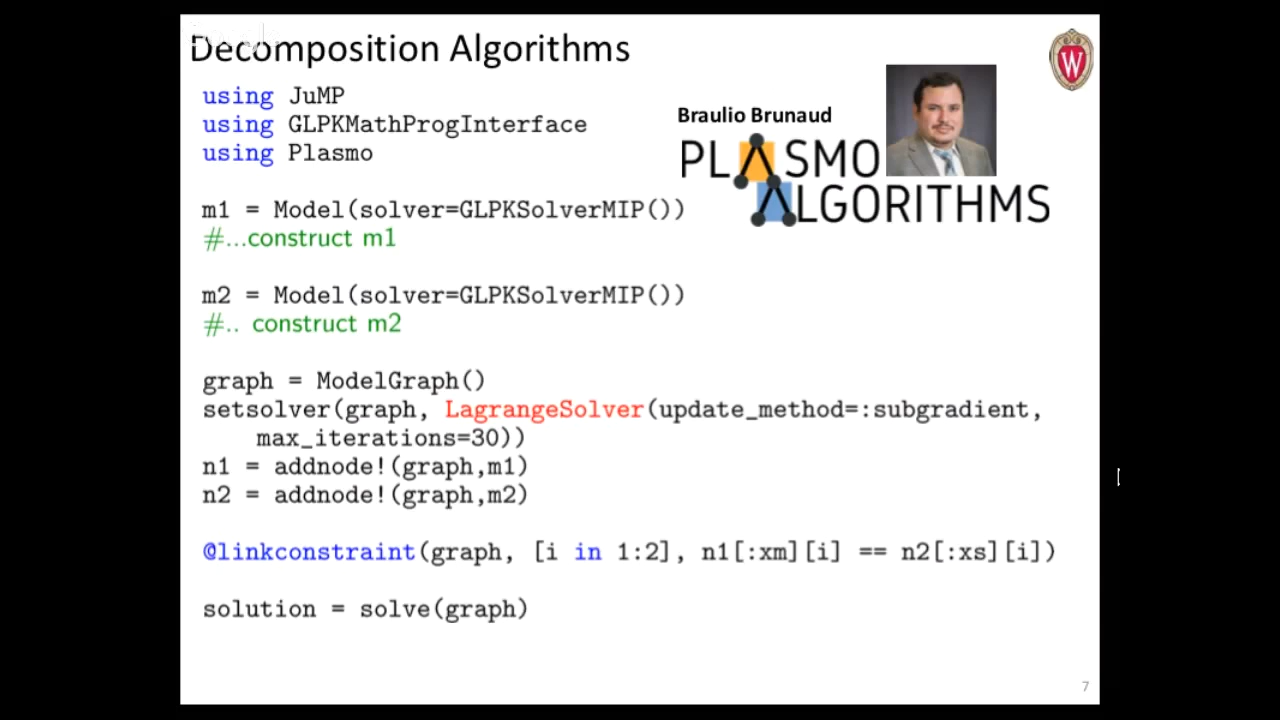 Decomposition Algorithms
using JuMP
using GLPKMathProgInterface
using Plasmo
Braulio Brunaud
PLASMO
ALGORITHMS
W
m1 = Model(solver=GLPKSolverMIP())
#...construct m1
m2 = Model(solver=GLPKSolverMIP())
#.. construct m2
graph = ModelGraph()
setsolver(graph, LagrangeSolver(update_method=:subgradient,
max_iterations=30))
n1 = addnode!(graph,m1)
n2 = addnode!(graph,m2)
@linkconstraint(graph, [i in 1:2], n1[:xm][i] == n2[:xs][i])
solution = solve(graph)
7